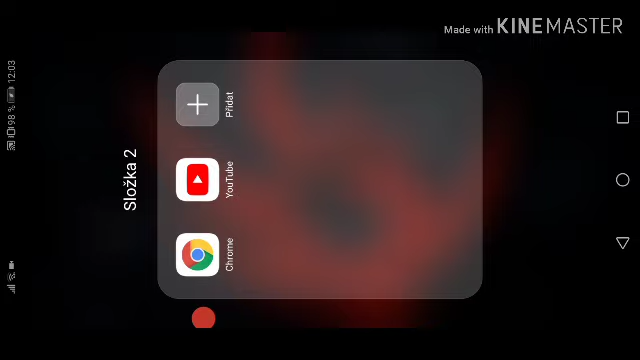 Made with KINEMASTER
98 % 12:03
Složka 2
Přidat
YouTube
Chrome